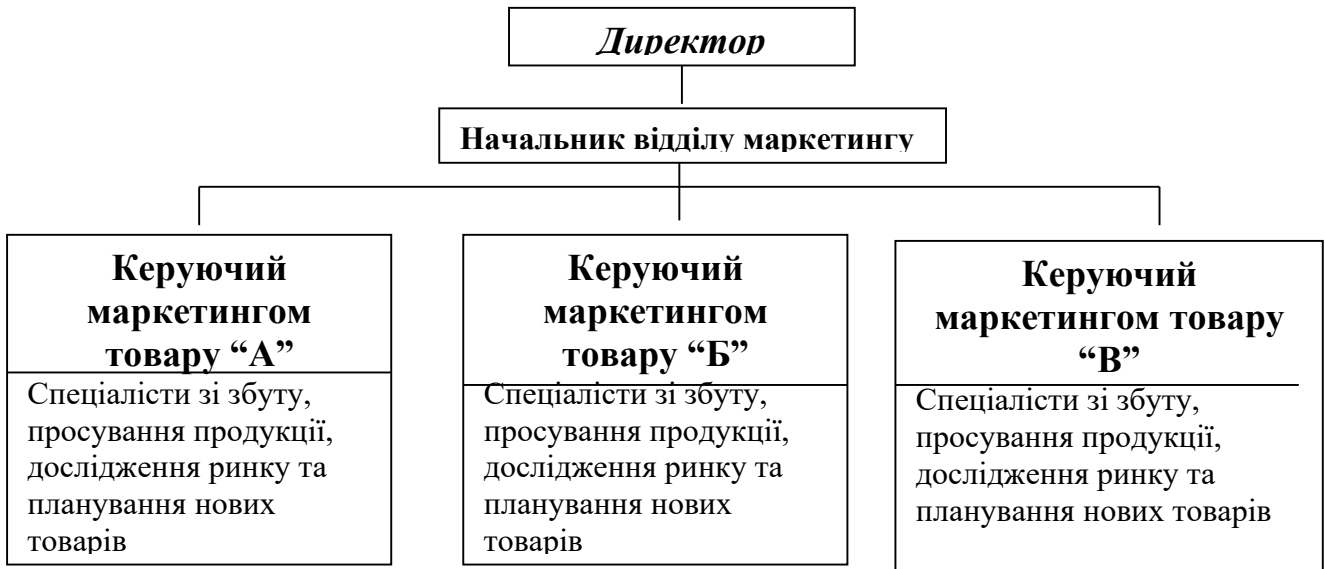 Директор
Начальник відділу маркетингу
Керуючий
маркетингом
товару “А”
Спеціалісти зі збуту,
просування продукції,
дослідження ринку та
планування нових
товарів
Керуючий
маркетингом
товару “Б”
Спеціалісти зі збуту,
просування продукції,
дослідження ринку та
планування нових
товарів
Керуючий
маркетингом товару
“В”
Спеціалісти зі збуту,
просування продукції,
дослідження ринку та
планування нових товарів